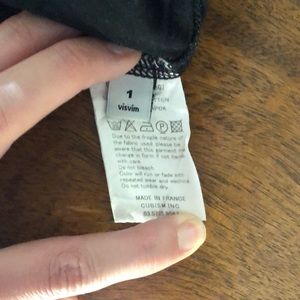 1
visvim
Due to the fragile nature of
the fabric used, please be
aware that this garment may
change in form if not taken
care.
Do not bleach.
Color will run or fade with
repeated wear and washing
Do not tumble dry.
MADE IN FRANCE
CUBISM INC.